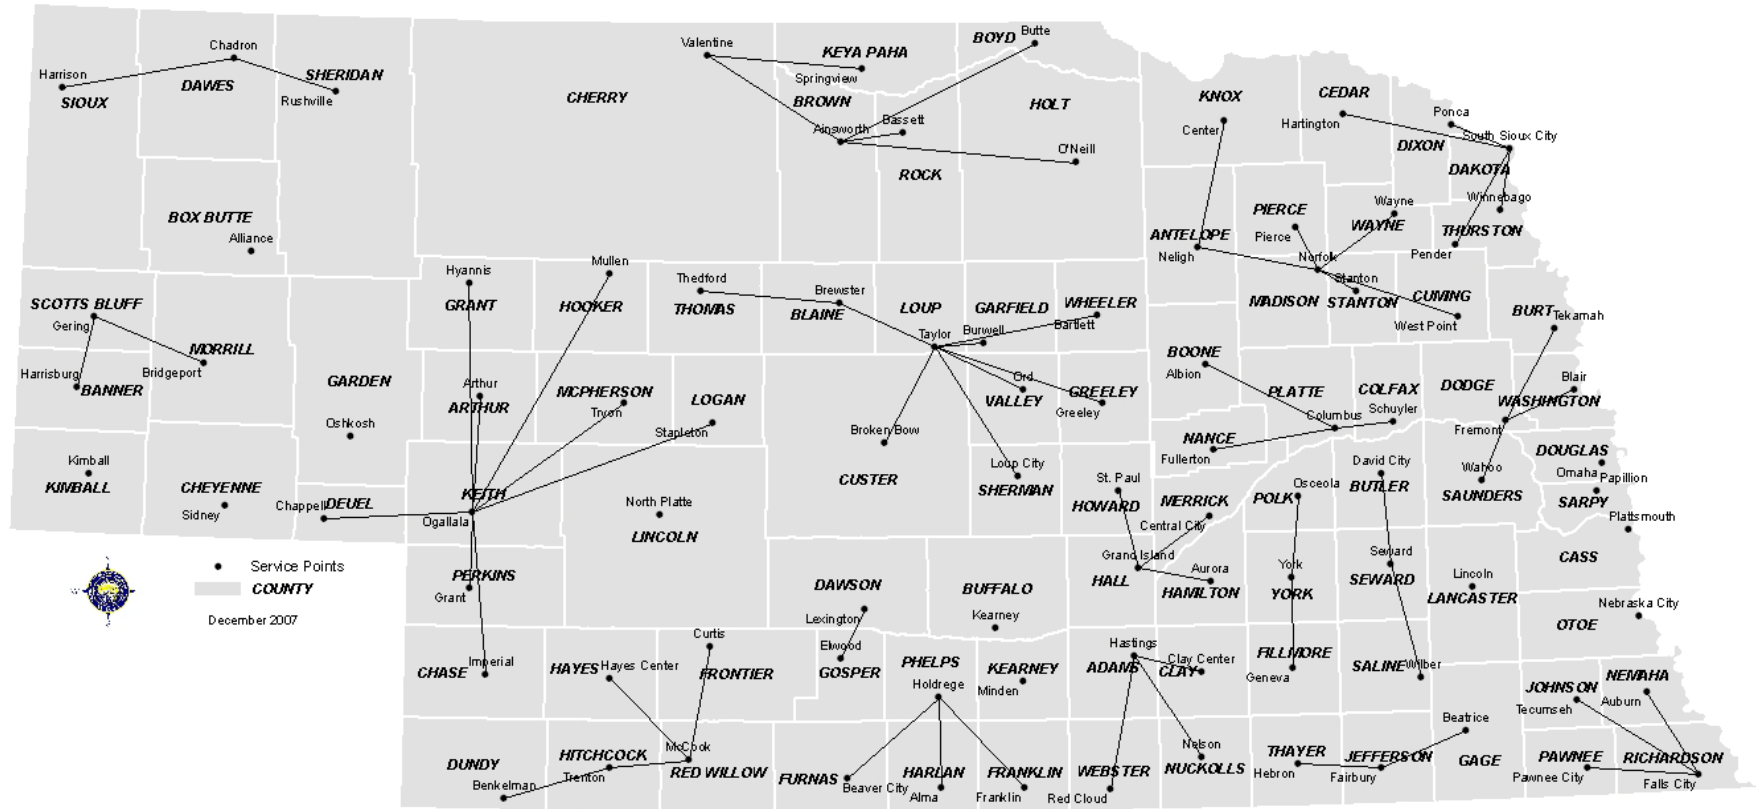 Butte
BOYD
Valentine
Chadron
KEYA PAHA
Harrison
SHERIDAN
Springview
DAWES
Rushville
SIOUX
CHERRY
BROWN
HOLT
KNOX
CEDAR
Ponca
Ainsworth
Bassett
Center
Hartington
South Sioux City
DIXON
O'Neill
ROCK
DAKOTA
Winnebago
BOX BUTTE
PIERCE
Wayne
WAYNE
THURSTON
Alliance
ANTELOPE
Pierce
Neligh
Norfolk
Pender
Hyannis
Mullen
Thedford
Brewster
Stanton
SCOTTS BLUFF
GRANT
HOOKER
THOMAS
BLAINE
LOUP
GARFIELD
WHEELER
MADISON
STANTON
CUMING
BURT
Tekamah
Gering
Taylor
Burwell
Bartlett
West Point
MORRILL
BOONE
Harrisburg
Bridgeport
Albion
BANNER
GARDEN
Arthur
ARTHUR
MCPHERSON
Tryon
LOGAN
Ord
VALLEY
GREELEY
Greeley
PLATTE
COLFAX
DODGE
Blair
WASHINGTON
Oshkosh
Stapleton
Broken Bow
Columbus
Schuyler
Fremont
NANCE
Fullerton
Kimball
KIMBALL
CHEYENNE
Sidney
Chappell
DEUEL
KEITH
Ogallala
North Platte
LINCOLN
CUSTER
Loup City
SHERMAN
St. Paul
HOWARD
MERRICK
Central City
POLK
Osceola
David City
BUTLER
Wahoo
SAUNDERS
DOUGLAS
Omaha
Papillion
SARPY
Plattsmouth
Service Points
COUNTY
December 2007
PERKINS
Grant
DAWSON
Lexington
BUFFALO
Kearney
Grand Island
HALL
Aurora
HAMILTON
York
YORK
Seward
SEWARD
Lincoln
LANCASTER
CASS
Nebraska City
OTOE
CHASE
Imperial
HAYES
Hayes Center
Curtis
FRONTIER
Elwood
GOSPER
PHELPS
Holdrege
KEARNEY
Minden
Hastings
ADAMS
Clay Center
CLAY
FILLMORE
Geneva
SALINE
Wilber
JOHNSON
Tecumseh
NEMAHA
Auburn
DUNDY
Benkelman
HITCHCOCK
Trenton
McCook
RED WILLOW
FURNAS
Beaver City
HARLAN
Alma
FRANKLIN
Franklin
WEBSTER
Red Cloud
Nelson
NUCKOLLS
THAYER
Hebron
JEFFERSON
Fairbury
Beatrice
GAGE
PAWNEE
Pawnee City
RICHARDSON
Falls City